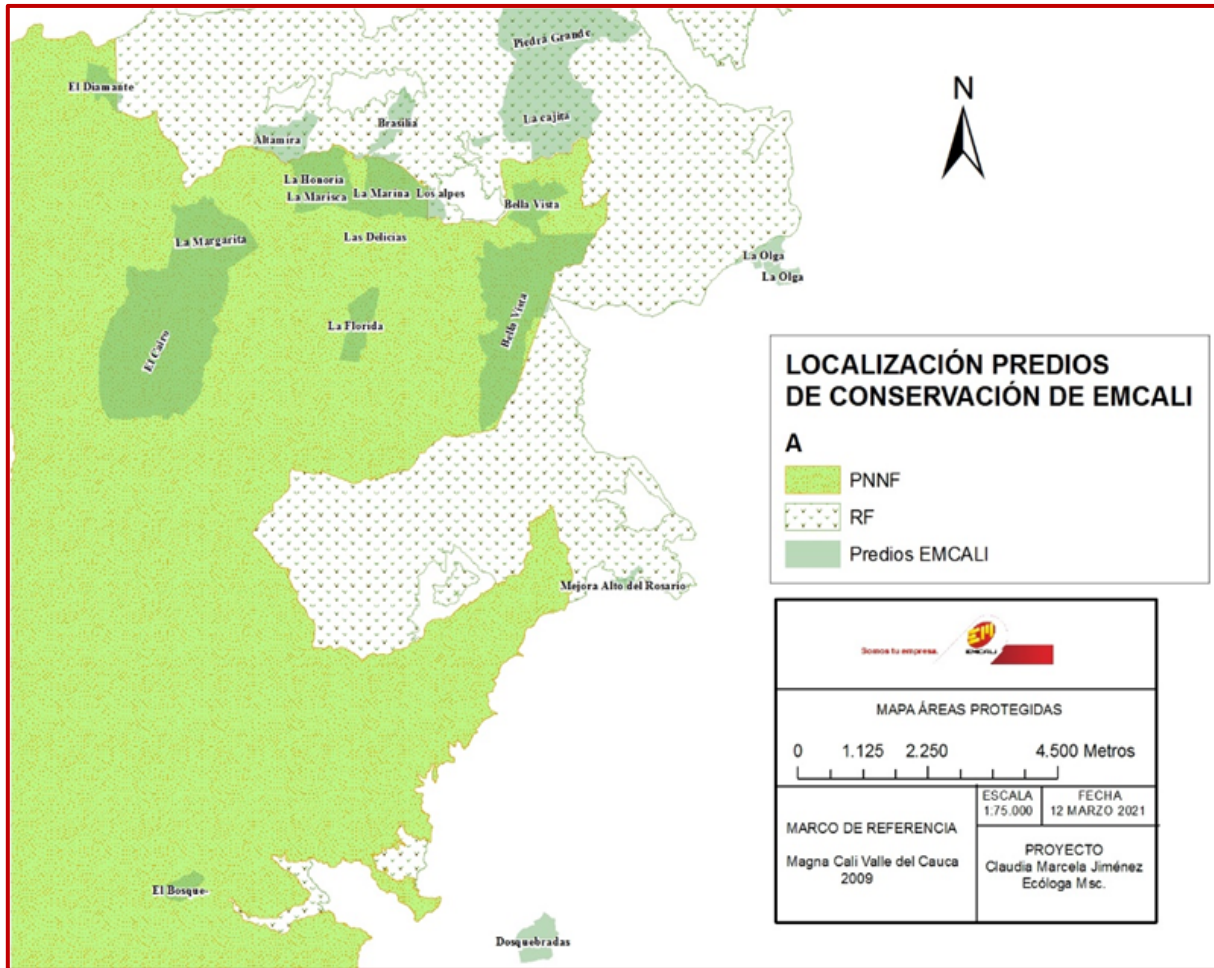 Piedra Grande
El Diamante
La cajita
Brasilia
Altamira
La Honoria
La Marisca
La Marina
Los alpes
Bella Vista
La Margarita
Las Delicias
La Olga
La Olga
La Florida
Bella Vista
El Cairo
Mejora Alto del Rosario
El Bosque-
Dosquebradas
N
LOCALIZACIÓN PREDIOS
DE CONSERVACIÓN DE EMCALI
A
PNNF
RF
Predios EMCALI
Somos tu empresa.
EMCALI
MAPA ÁREAS PROTEGIDAS
0 1.125 2.250 4.500 Metros
MARCO DE REFERENCIA
Magna Cali Valle del Cauca
2009
ESCALA
1:75.000
FECHA
12 MARZO 2021
PROYECTO
Claudia Marcela Jiménez
Ecóloga Msc.